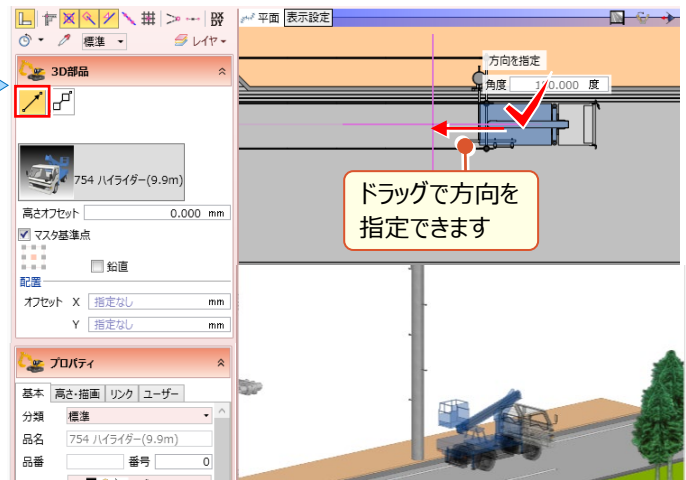 標準
レイヤ
3D部品
754 ハイライダー(9.9m)
高さオフセット 0.000 mm
マスタ基準点
鉛直
配置
オフセット X 指定なし mm
Y 指定なし mm
プロパティ
基本 高さ・描画 リンク ユーザー
分類 標準
品名 754 ハイライダー(9.9m)
品番 番号 0
平面 表示設定
方向を指定
角度 度
ドラッグで方向を
指定できます